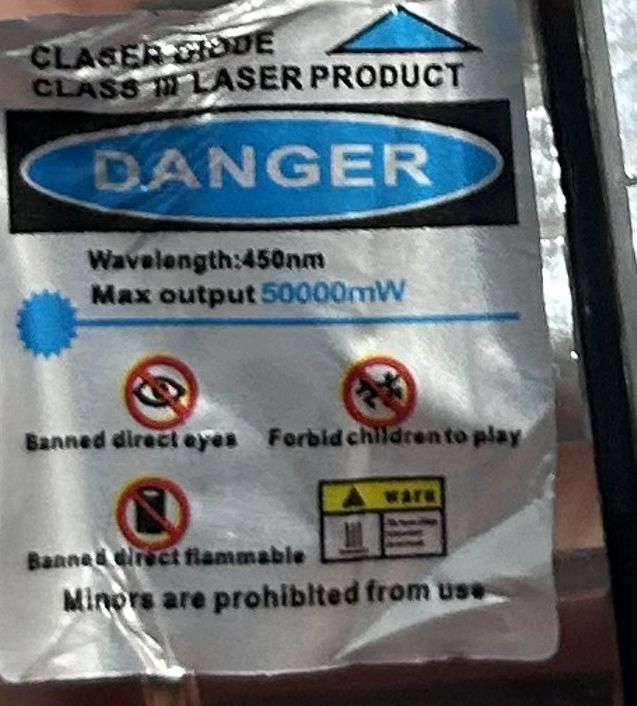 CLASER DIODE
CLASS III LASER PRODUCT
DANGER
Wavelength:450nm
Max output 50000mW
Banned direct eyes
Forbid children to play
warn
Banned direct flammable
Minors are prohibited from use